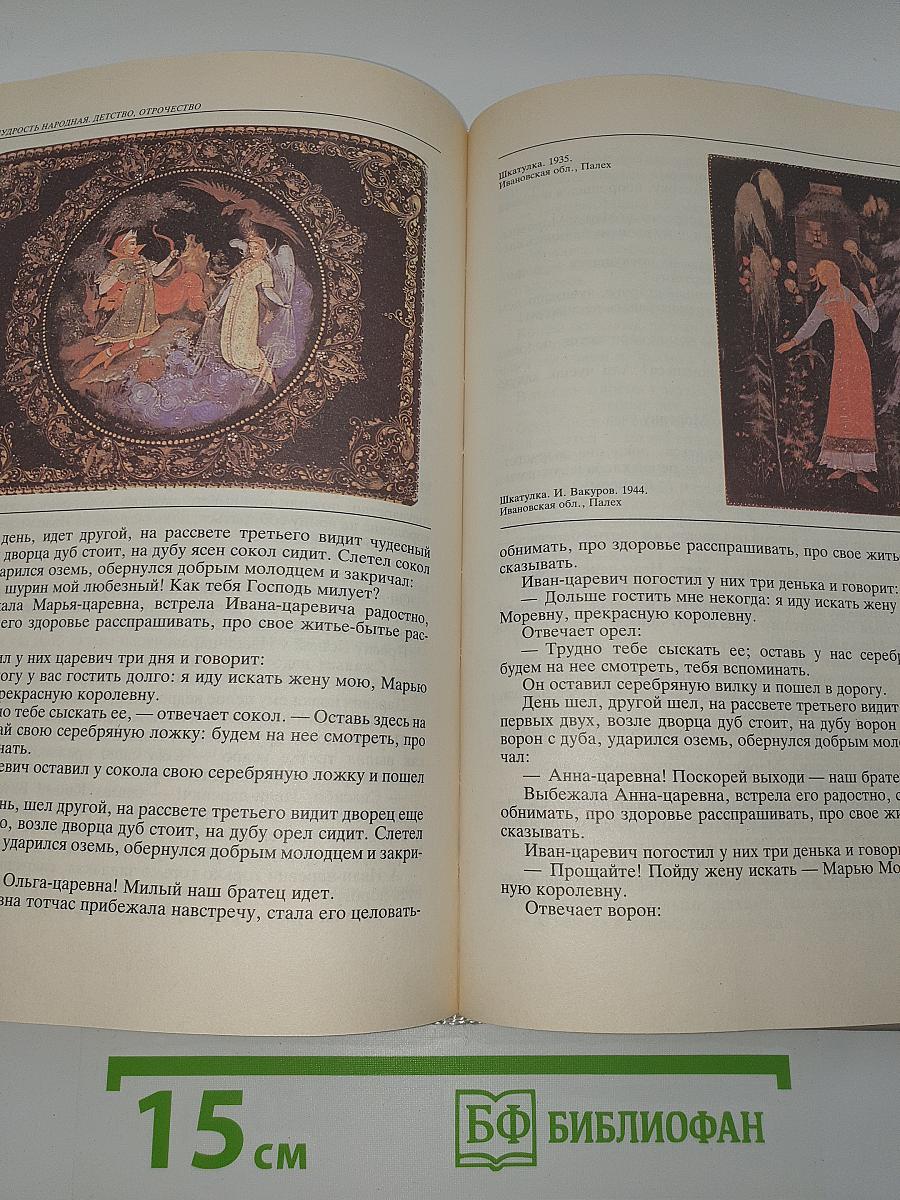 УДРОСТЬ НАРОДНАЯ. ДЕТСТВО, ОТРОЧЕСТВО
день, идет другой, на рассвете третьего видит чудесный
дворца дуб стоит, на дубу ясен сокол сидит. Слетел сокол
дарился оземь, обернулся добрым молодцем и закричал:
шурин мой любезный! Как тебя Господь милует?
жала Марья-царевна, встрела Ивана-царевича радостно,
его здоровье расспрашивать, про свое житье-бытье рас-
ил у них царевич три дня и говорит:
могу у вас гостить долго: я иду искать жену мою, Марью
прекрасную королевну.
но тебе сыскать ее, — отвечает сокол. — Оставь здесь на
ай свою серебряную ложку: будем на нее смотреть, про
инать.
евич оставил у сокола свою серебряную ложку и пошел
нь, шел другой, на рассвете третьего видит дворец еще
о, возле дворца дуб стоит, на дубу орел сидит. Слетел
ударился оземь, обернулся добрым молодцем и закри-
Ольга-царевна! Милый наш братец идет.
вна тотчас прибежала навстречу, стала его целовать-
Шкатулка. 1935.
Ивановская обл., Палех
Шкатулка. И. Вакуров. 1944.
Ивановская обл., Палех
обнимать, про здоровье расспрашивать, про свое жить
сказывать.
Иван-царевич погостил у них три денька и говорит:
— Дольше гостить мне некогда: я иду искать жену
Моревну, прекрасную королевну.
Отвечает орел:
— Трудно тебе сыскать ее; оставь у нас серебр
будем на нее смотреть, тебя вспоминать.
Он оставил серебряную вилку и пошел в дорогу.
День шел, другой шел, на рассвете третьего видит
первых двух, возле дворца дуб стоит, на дубу ворон
ворон с дуба, ударился оземь, обернулся добрым моло
чал:
— Анна-царевна! Поскорей выходи — наш брате
Выбежала Анна-царевна, встрела его радостно, с
обнимать, про здоровье расспрашивать, про свое жи
сказывать.
Иван-царевич погостил у них три денька и говори
— Прощайте! Пойду жену искать — Марью Мо
ную королевну.
Отвечает ворон:
15 см
БФ БИБЛИОФАН